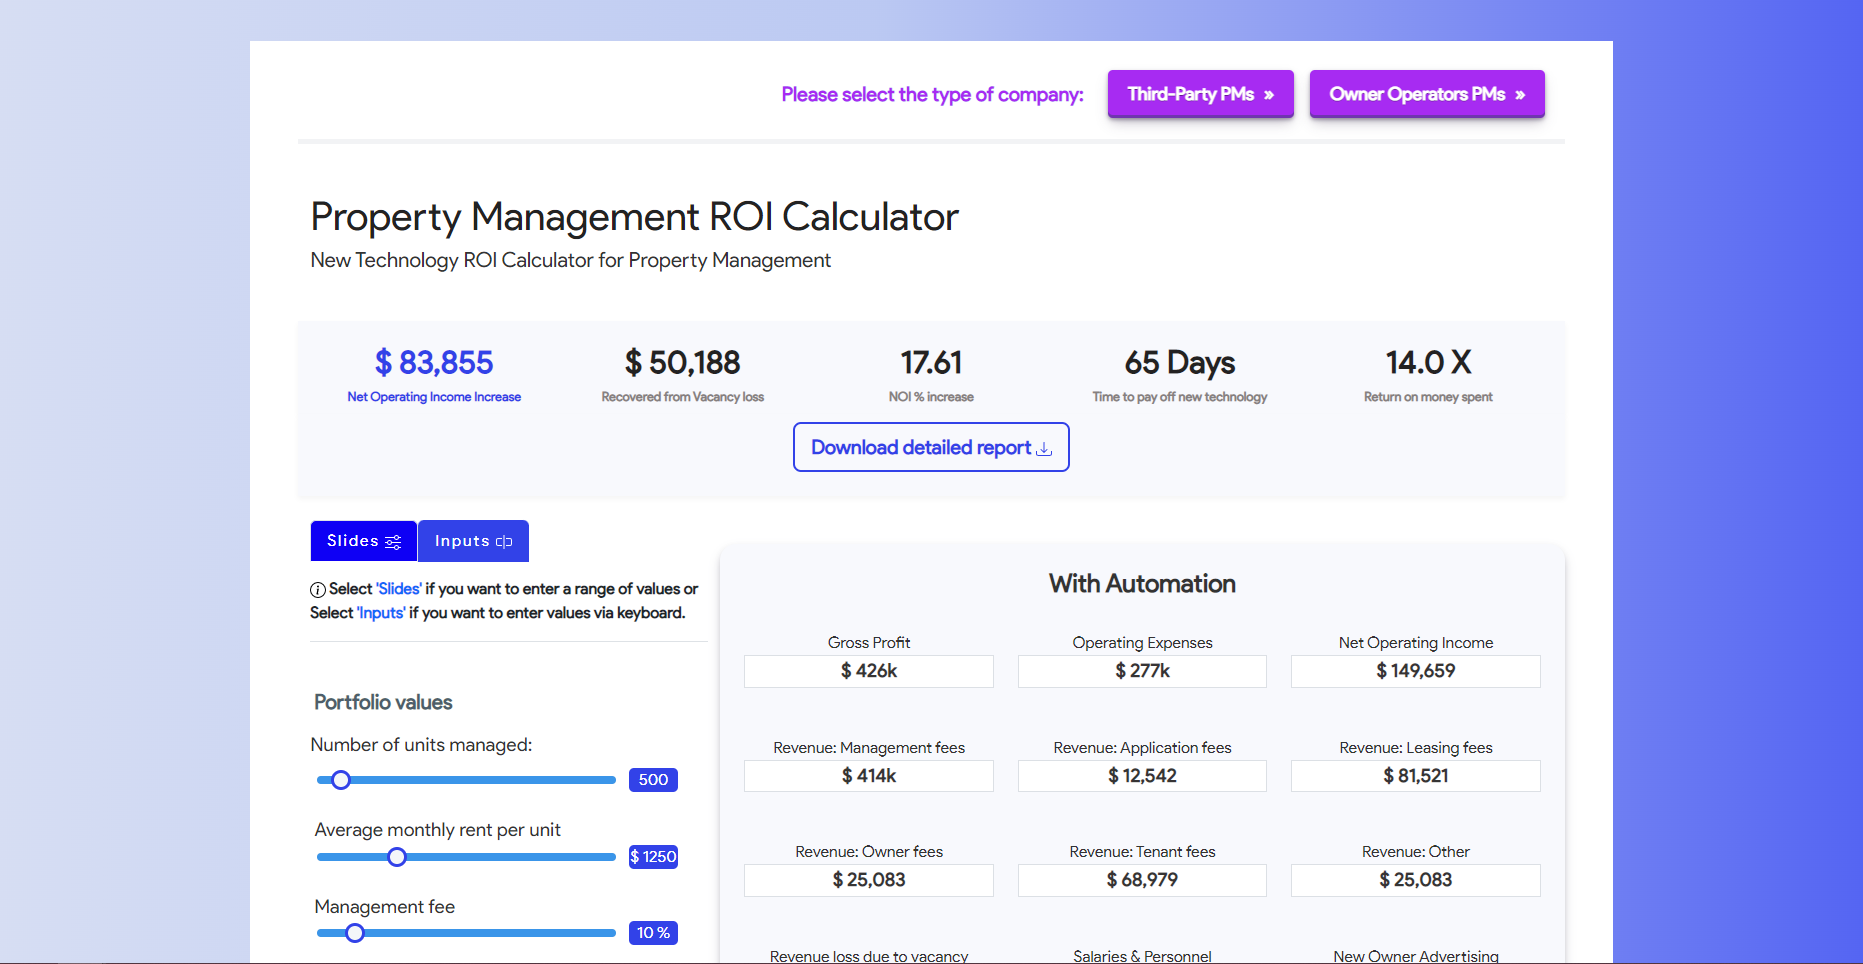 Please select the type of company:
Third-Party PMs »
Owner Operators PMs »
Property Management ROI Calculator
New Technology ROI Calculator for Property Management
$ 83,855
Net Operating Income Increase
$ 50,188
Recovered from Vacancy loss
17.61
NOI % increase
65 Days
Time to pay off new technology
14.0 X
Return on money spent
Download detailed report
Slides
Inputs
Select 'Slides' if you want to enter a range of values or
Select 'Inputs' if you want to enter values via keyboard.
Portfolio values
Number of units managed:
500
Average monthly rent per unit
$ 1250
Management fee
10 %
With Automation
Gross Profit
$ 426k
Operating Expenses
$ 277k
Net Operating Income
$ 149,659
Revenue: Management fees
$ 414k
Revenue: Application fees
$ 12,542
Revenue: Leasing fees
$ 81,521
Revenue: Owner fees
$ 25,083
Revenue: Tenant fees
$ 68,979
Revenue: Other
$ 25,083
Revenue loss due to vacancy
Salaries & Personnel
New Owner Advertising